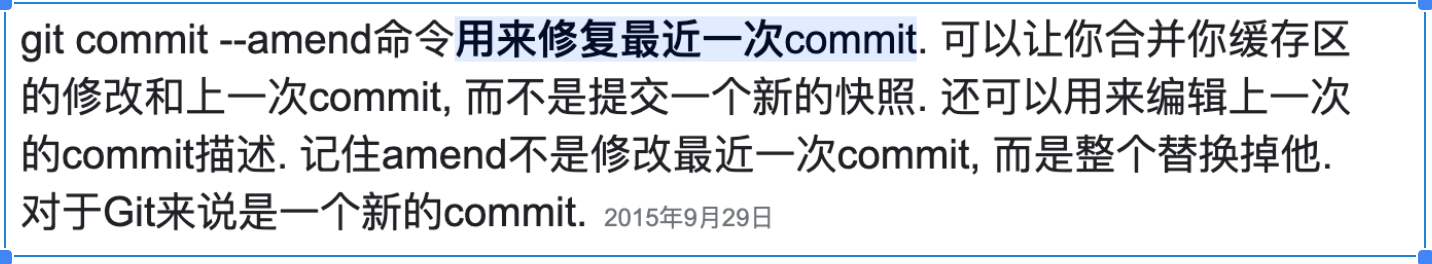 git commit --amend命令用来修复最近一次commit. 可以让你合并你缓存区
的修改和上一次commit, 而不是提交一个新的快照. 还可以用来编辑上一次
的commit描述. 记住amend不是修改最近一次commit, 而是整个替换掉他.
对于Git来说是一个新的commit. 2015年9月29日